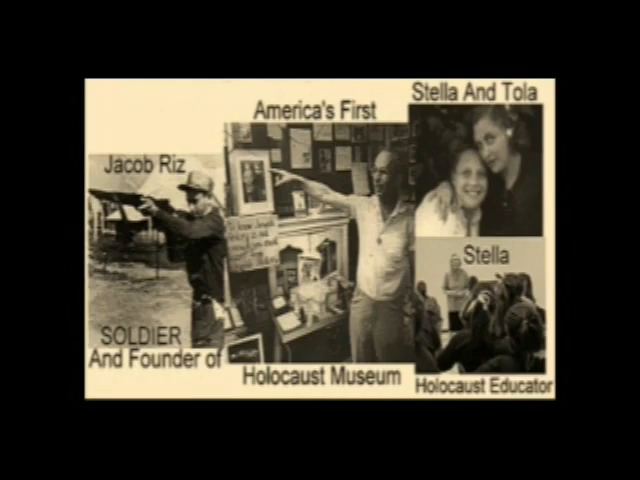 Jacob Riz
SOLDIER
And Founder of
America's First
Holocaust Museum
Stella And Tola
Stella
Holocaust Educator